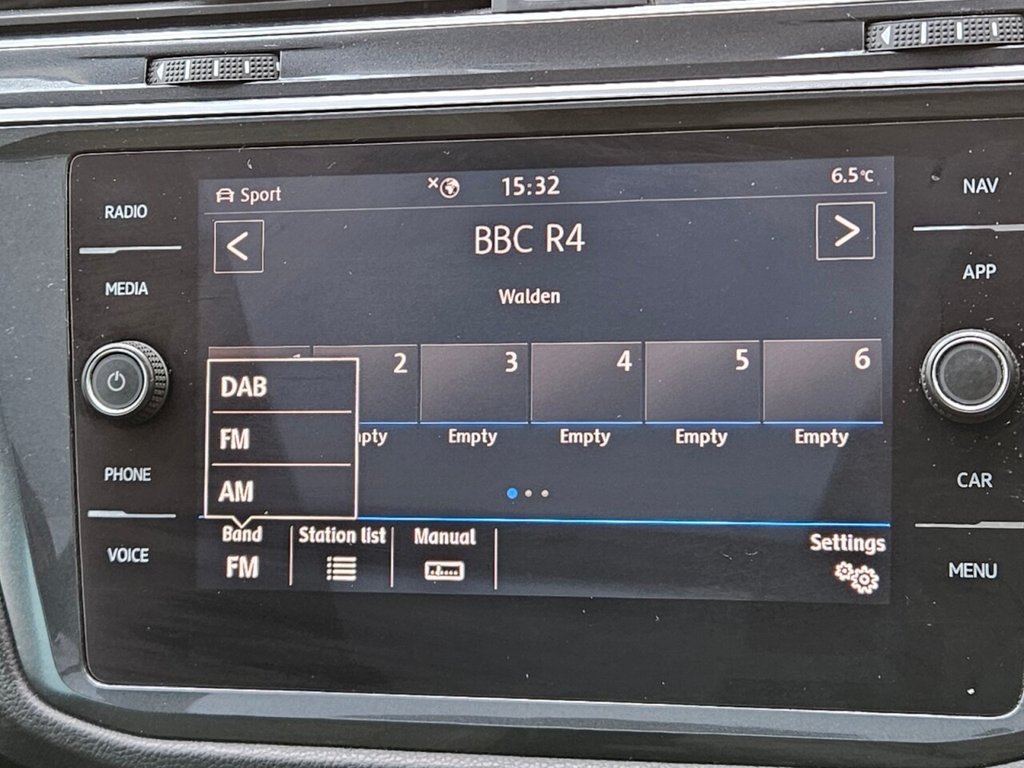 Sport
15:32
6.5°C
RADIO
NAV
BBC R4
MEDIA
APP
Walden
2
3
4
5
6
DAB
FM
AM
Empty
Empty
Empty
Empty
PHONE
CAR
Band
FM
Station list
Manual
Settings
VOICE
MENU